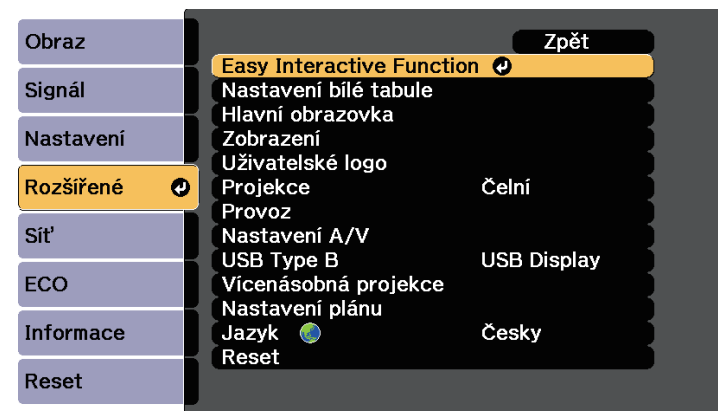 Obraz
Signál
Nastavení
Rozšířené
Síť
ECO
Informace
Reset
Zpět
Easy Interactive Function
Nastavení bílé tabule
Hlavní obrazovka
Zobrazení
Uživatelské logo
Projekce Čelní
Provoz
Nastavení A/V
USB Type B USB Display
Vícenásobná projekce
Nastavení plánu
Jazyk Česky
Reset